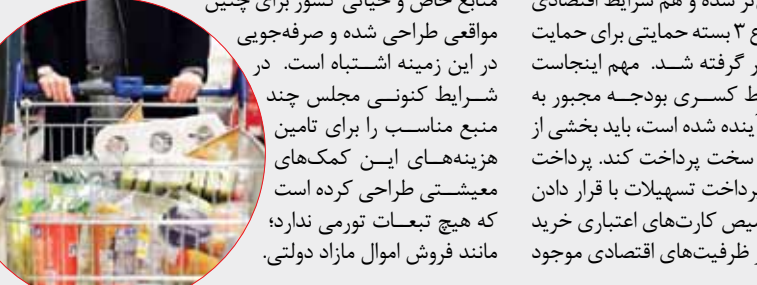 شده و هم شرایط اقتصادی
۳ بسته حمایتی برای حمایت
گرفته شد. مهم اینجاست
کسری بودجه مجبور به
آینده شده است، باید بخشی از
سخت پرداخت کند. پرداخت
تسهیلات با قرار دادن
کارت‌های اعتباری خرید
ظرفیت‌های اقتصادی موجود
منابع خاص و حیاتی کشور برای چنین
مواقعی طراحی شده و صرفه‌جویی
در این زمینه اشتباه است. در
شرایط کنونی مجلس چند
منبع مناسب را برای تامین
هزینه‌های این کمک‌های
معیشتی طراحی کرده است
که هیچ تبعات تورمی ندارد؛
مانند فروش اموال مازاد دولتی.